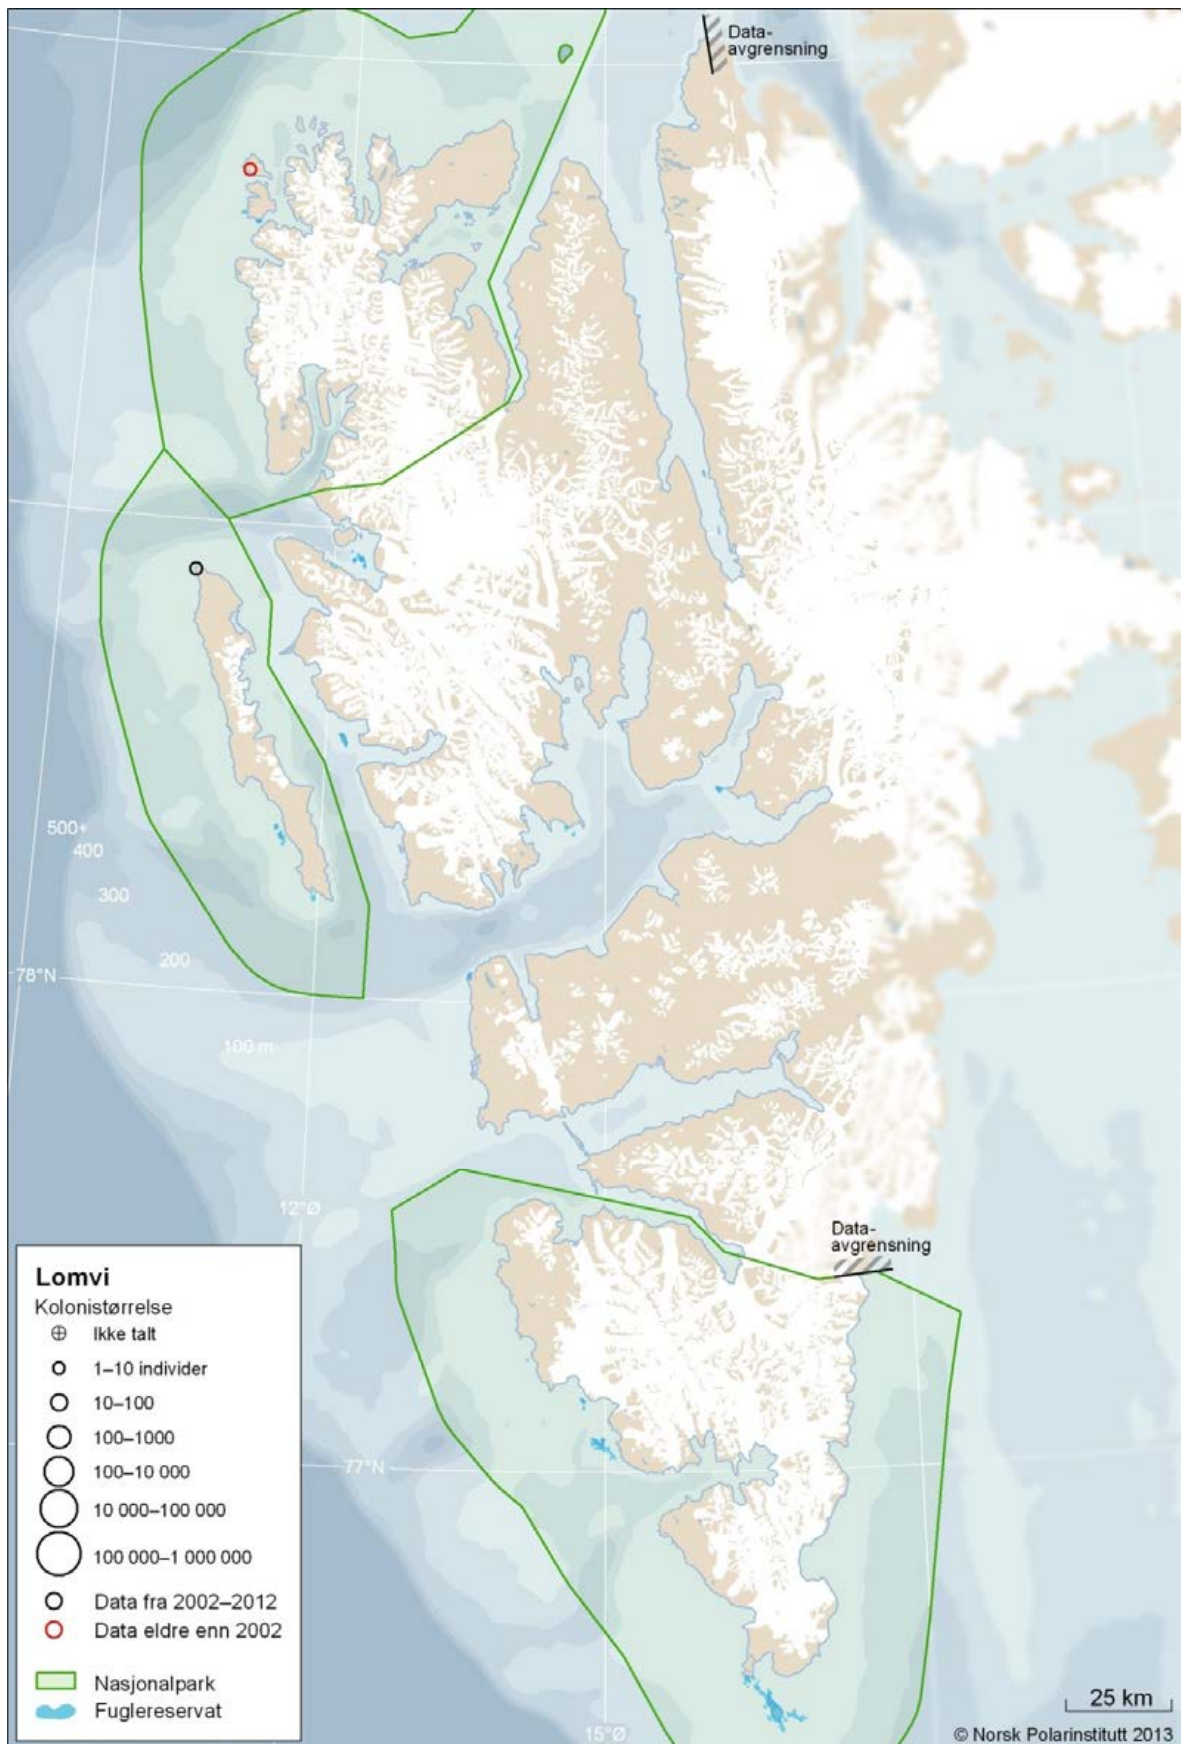 Data-
avgrensning
500+
400
300
200
78°N
100 m
12°Ø
Data-
avgrensning
77°N
15°Ø
Lomvi
Kolonistørrelse
Ikke talt
1–10 individer
10–100
100–1000
100–10 000
10 000–100 000
100 000–1 000 000
Data fra 2002–2012
Data eldre enn 2002
Nasjonalpark
Fuglereservat
25 km
© Norsk Polarinstitutt 2013